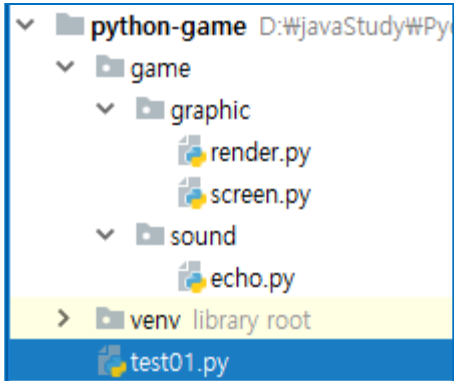 python-game D:₩javaStudy₩Py
game
graphic
render.py
screen.py
sound
echo.py
venv library root
test01.py